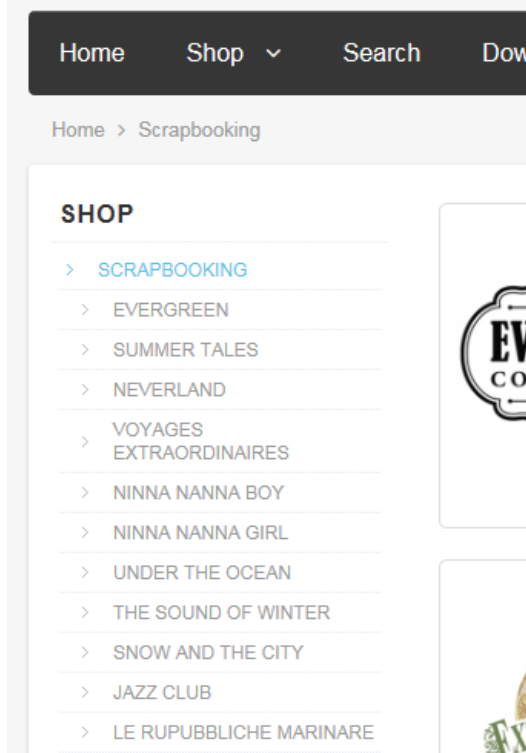 Home Shop Search
Home > Scrapbooking
SHOP
> SCRAPBOOKING
> EVERGREEN
> SUMMER TALES
> NEVERLAND
> VOYAGES
EXTRAORDINAIRES
> NINNA NANNA BOY
> NINNA NANNA GIRL
> UNDER THE OCEAN
> THE SOUND OF WINTER
> SNOW AND THE CITY
> JAZZ CLUB
> LE RUPUBBLICHE MARINARE